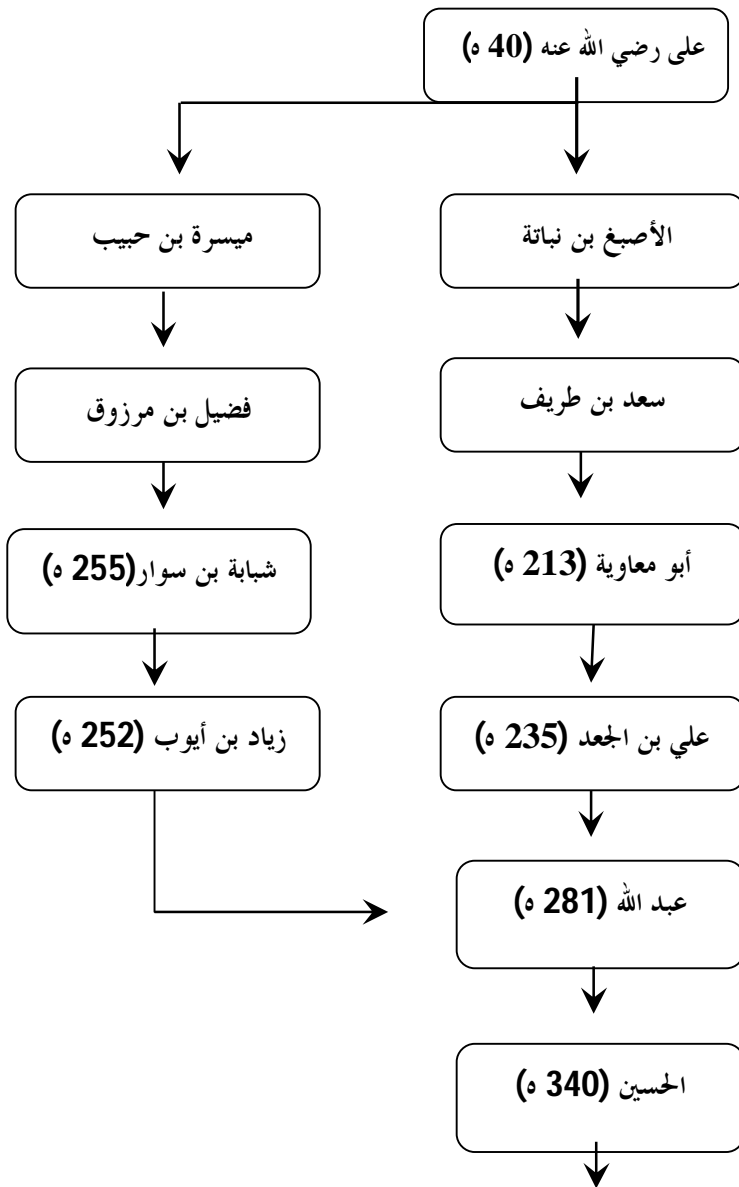 على رضي الله عنه (40 ه)
الأصبغ بن نباتة
ميسرة بن حبيب
سعد بن طريف
فضيل بن مرزوق
أبو معاوية (213 ه)
شبابة بن سوار(255 ه)
علي بن الجعد (235 ه)
زياد بن أيوب (252 ه)
عبد الله (281 ه)
الحسين (340 ه)